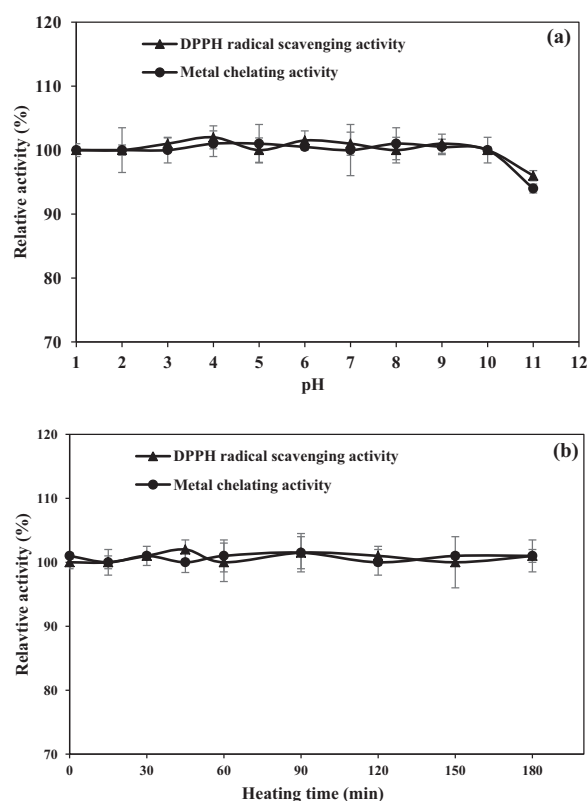 120
(a)
DPPH radical scavenging activity
Metal chelating activity
110
100
90
80
70
Relative activity (%)
1 2 3 4 5 6 7 8 9 10 11 12
pH
120
(b)
DPPH radical scavenging activity
Metal chelating activity
110
100
90
80
70
Relavtive activity (%)
0 30 60 90 120 150 180
Heating time (min)